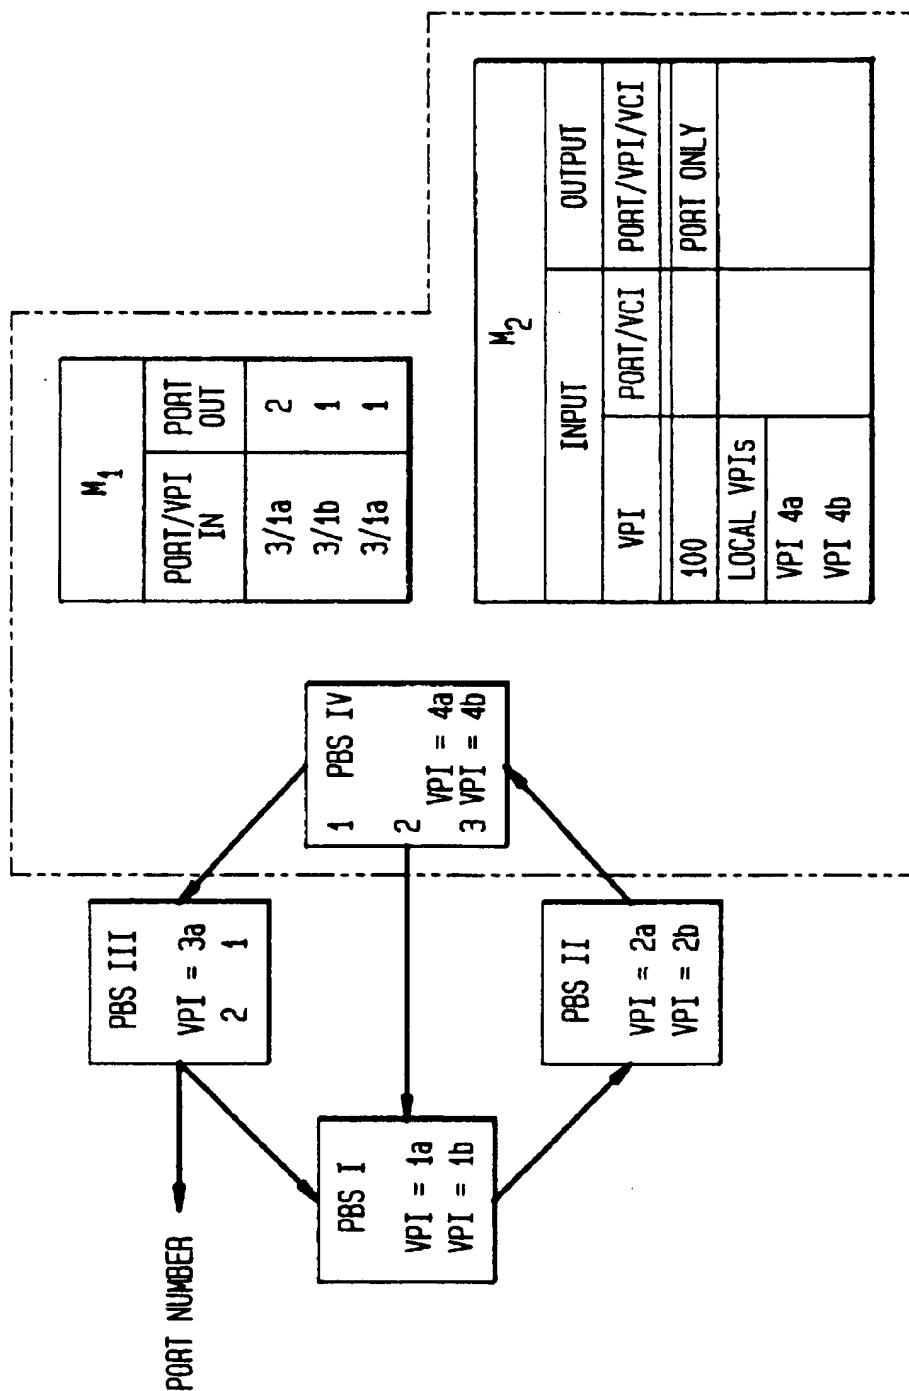 PORT NUMBER
PBS III
VPI = 3a
2 1
PBS I
VPI = 1a
VPI = 1b
PBS II
VPI = 2a
VPI = 2b
1 PBS IV
2
VPI = 4a
3 VPI = 4b
M1
PORT/VPI IN PORT OUT
3/1a 2
3/1b 1
3/1a 1
M2
INPUT OUTPUT
VPI PORT/VCI PORT/VPI/VCI
100 PORT ONLY
LOCAL VPIs
VPI 4a
VPI 4b